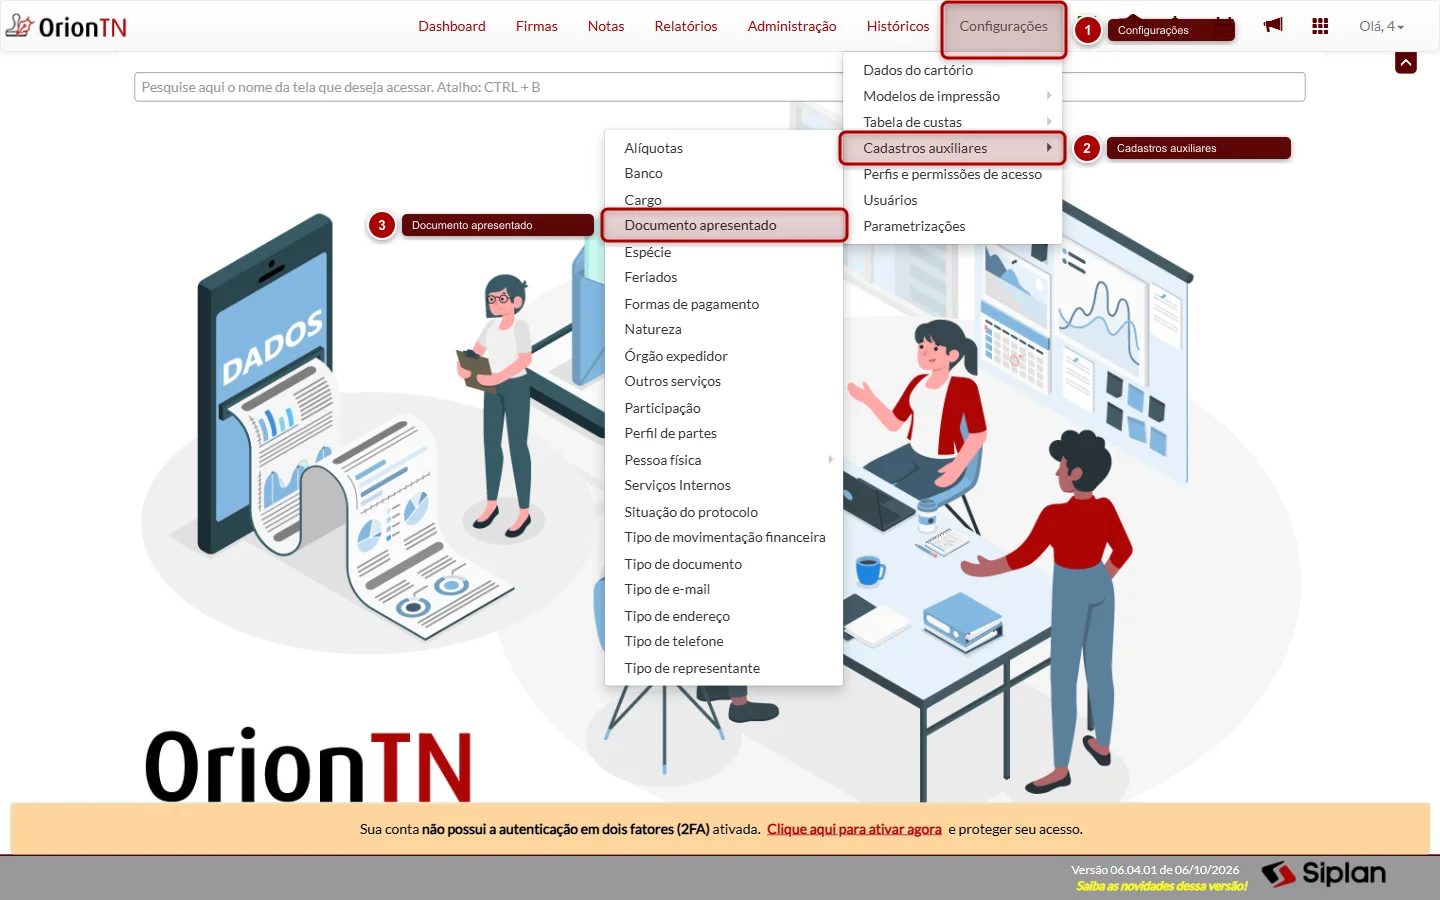 OrionTN
Dashboard
Firmas
Notas
Relatórios
Administração
Históricos
Configurações
1
Configurações
Olá, 4
Pesquise aqui o nome da tela que deseja acessar. Atalho: CTRL + B
Dados do cartório
Modelos de impressão
Tabela de custas
Cadastros auxiliares
2
Cadastros auxiliares
Perfis e permissões de acesso
Usuários
Parametrizações
Alíquotas
Banco
Cargo
3
Documento apresentado
Documento apresentado
Espécie
Feriados
Formas de pagamento
Natureza
Órgão expedidor
Outros serviços
Participação
Perfil de partes
Pessoa física
Serviços Internos
Situação do protocolo
Tipo de movimentação financeira
Tipo de documento
Tipo de e-mail
Tipo de endereço
Tipo de telefone
Tipo de representante
DADOS
OrionTN
Sua conta não possui a autenticação em dois fatores (2FA) ativada. Clique aqui para ativar agora e proteger seu acesso.
Versão 06.04.01 de 06/10/2026
Saiba as novidades dessa versão!
Siplan